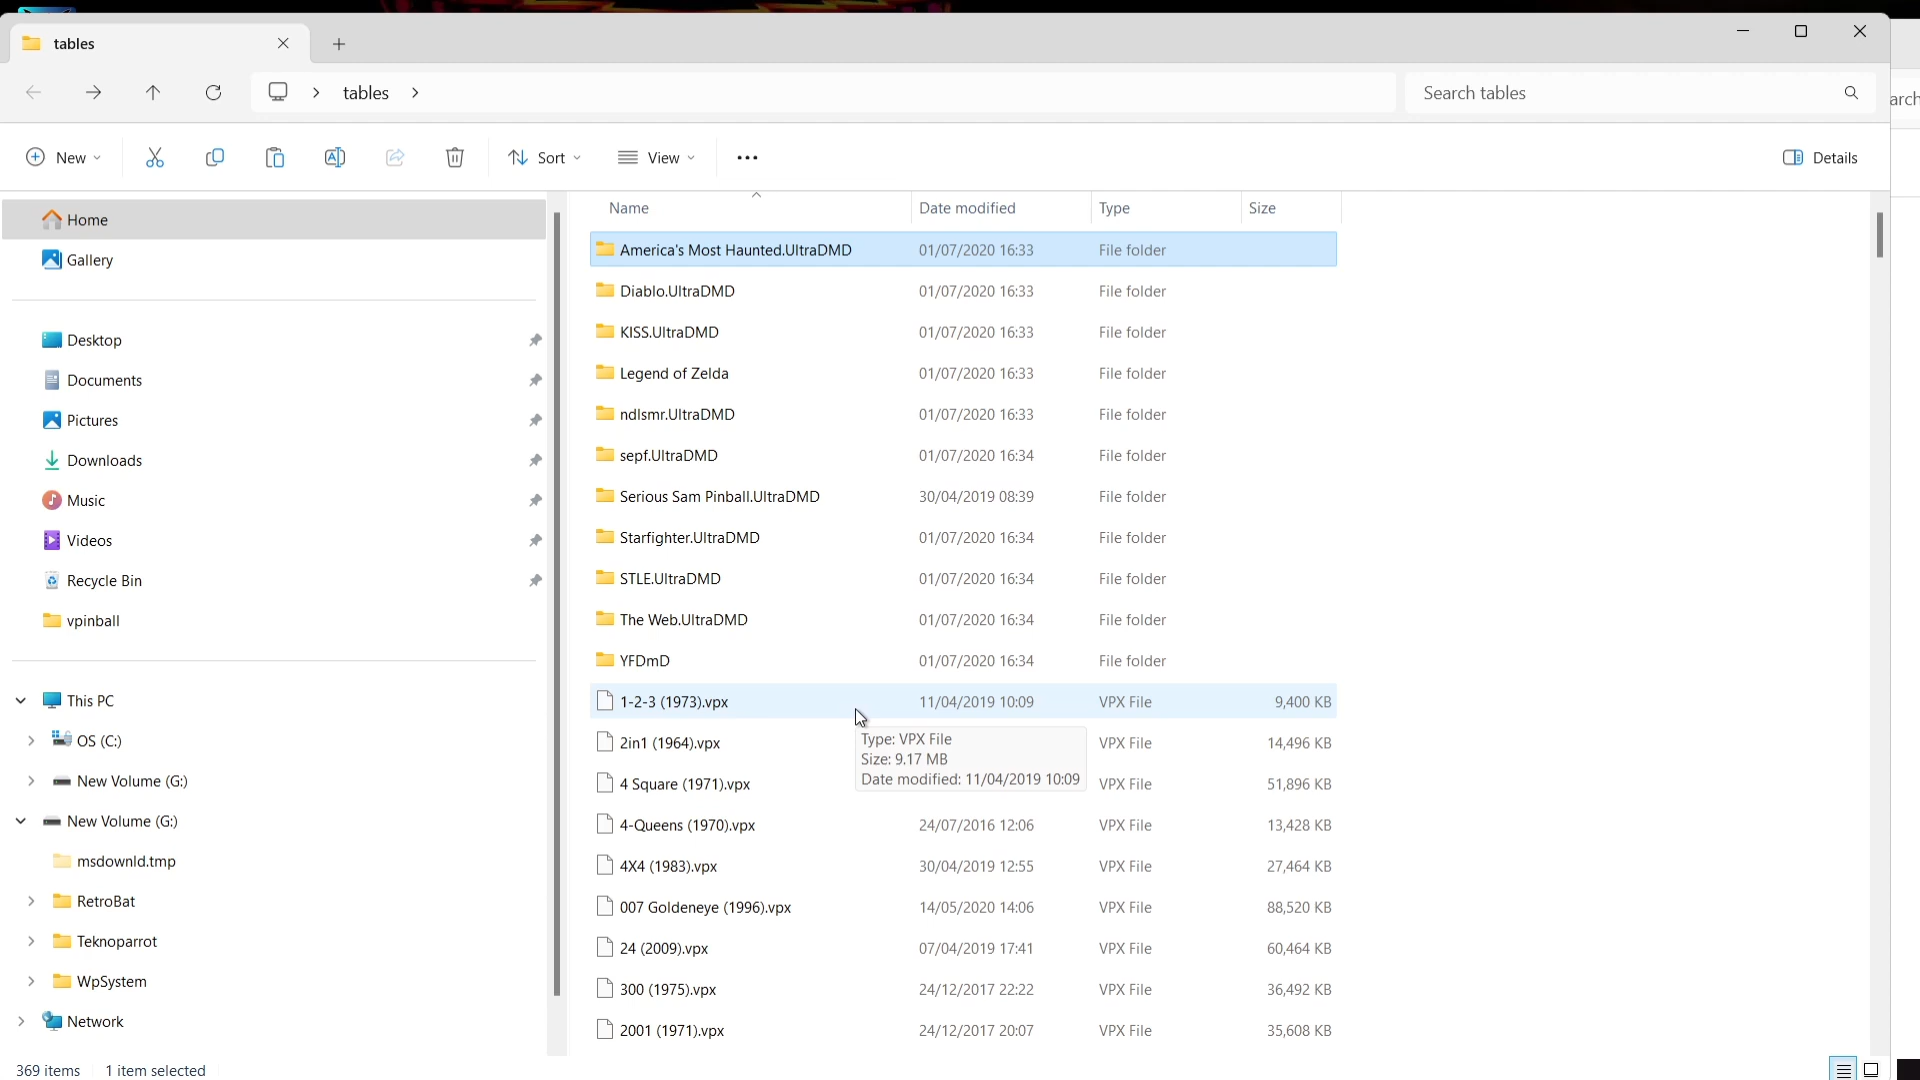 tables
tables
Search tables
arch
New
Sort
View
Details
Home
Gallery
Desktop
Documents
Pictures
Downloads
Music
Videos
Recycle Bin
vpinball
This PC
OS (C:)
New Volume (G:)
New Volume (G:)
msdownld.tmp
RetroBat
Teknoparrot
WpSystem
Network
Name Date modified Type Size
America's Most Haunted.UltraDMD 01/07/2020 16:33 File folder
Diablo.UltraDMD 01/07/2020 16:33 File folder
KISS.UltraDMD 01/07/2020 16:33 File folder
Legend of Zelda 01/07/2020 16:33 File folder
ndlsmr.UltraDMD 01/07/2020 16:33 File folder
sepf.UltraDMD 01/07/2020 16:34 File folder
Serious Sam Pinball.UltraDMD 30/04/2019 08:39 File folder
Starfighter.UltraDMD 01/07/2020 16:34 File folder
STLE.UltraDMD 01/07/2020 16:34 File folder
The Web.UltraDMD 01/07/2020 16:34 File folder
YFDmD 01/07/2020 16:34 File folder
1-2-3 (1973).vpx 11/04/2019 10:09 VPX File 9,400 KB
2in1 (1964).vpx VPX File 14,496 KB
4 Square (1971).vpx VPX File 51,896 KB
Type: VPX File
Size: 9.17 MB
Date modified: 11/04/2019 10:09
4-Queens (1970).vpx 24/07/2016 12:06 VPX File 13,428 KB
4X4 (1983).vpx 30/04/2019 12:55 VPX File 27,464 KB
007 Goldeneye (1996).vpx 14/05/2020 14:06 VPX File 88,520 KB
24 (2009).vpx 07/04/2019 17:41 VPX File 60,464 KB
300 (1975).vpx 24/12/2017 22:22 VPX File 36,492 KB
2001 (1971).vpx 24/12/2017 20:07 VPX File 35,608 KB
369 items 1 item selected